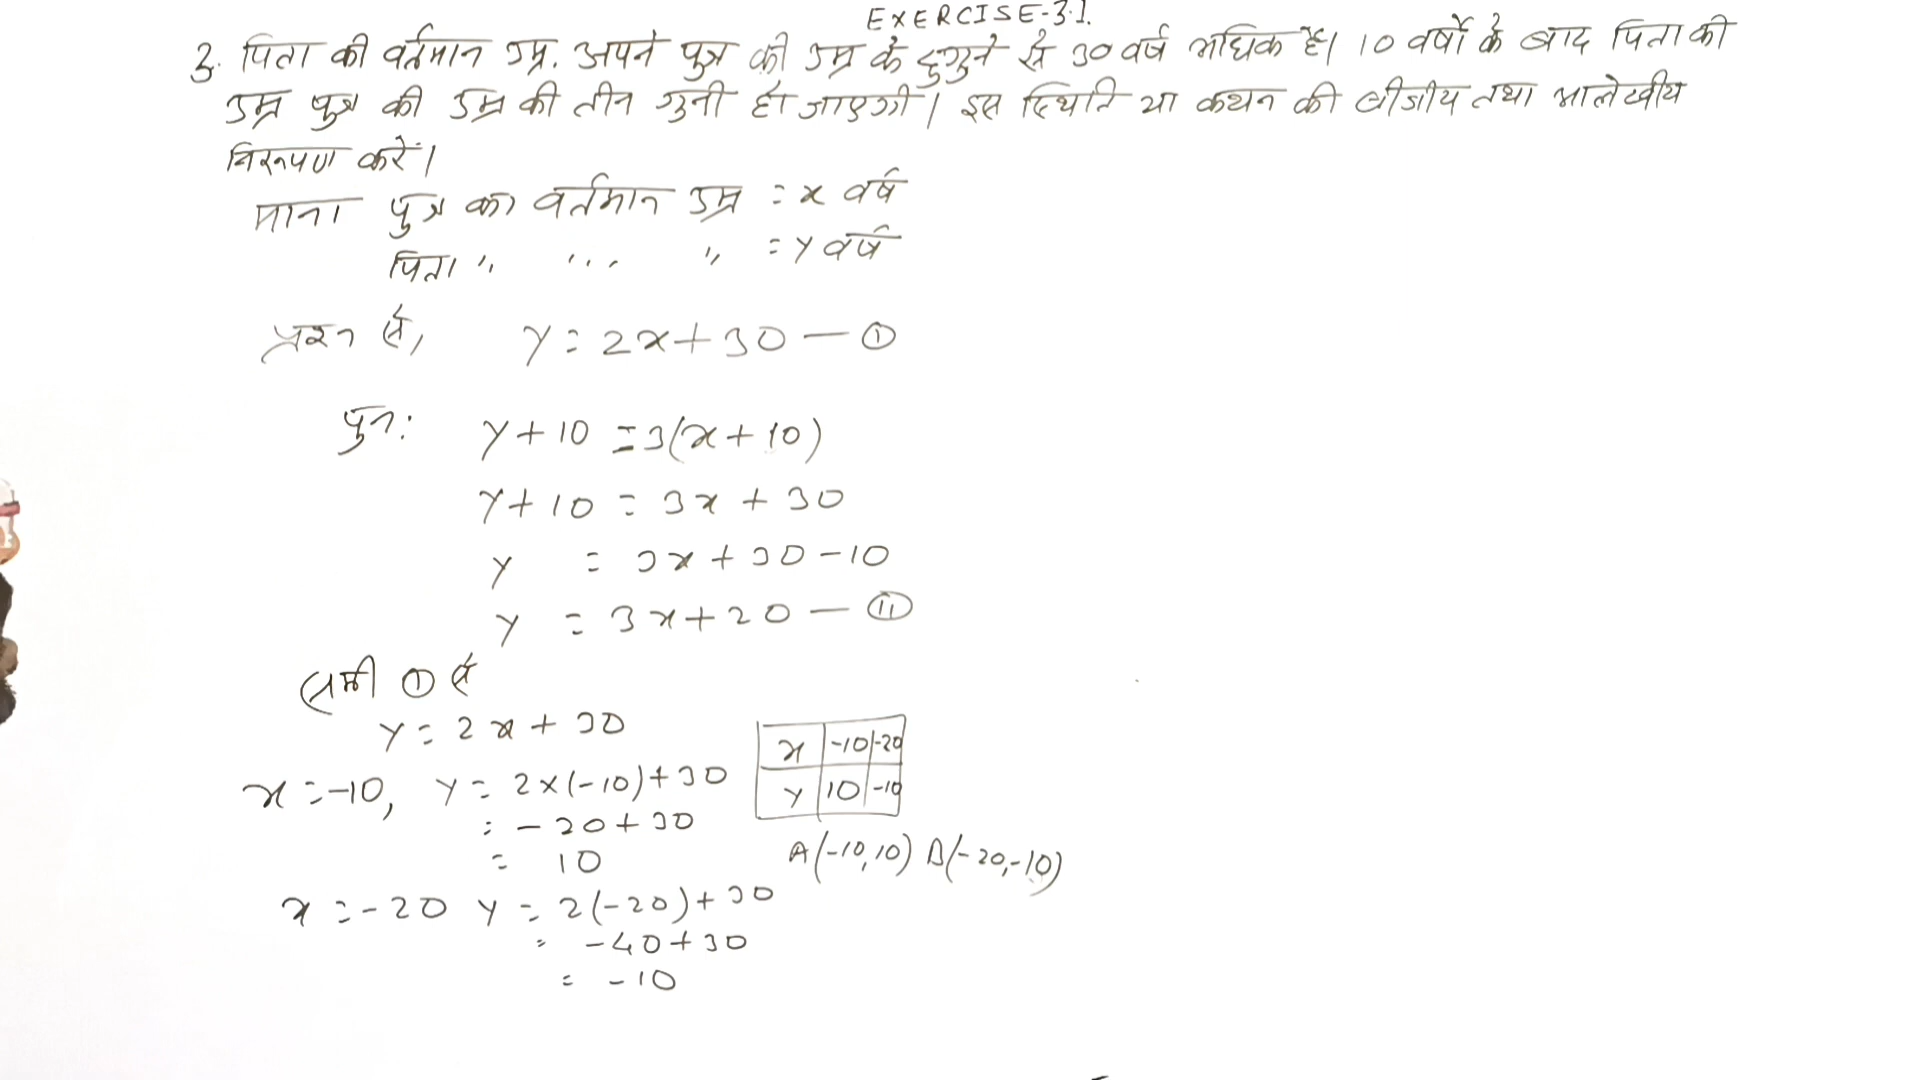 EXERCISE-3.1.
3. पिता की वर्तमान उम्र. अपने पुत्र की उम्र के दुगुने से 30 वर्ष अधिक है। 10 वर्षों के बाद पिता की
उम्र पुत्र की उम्र की तीन गुनी हो जाएगी। इस स्थिति या कथन की बीजीय तथा आलेखीय
निरूपण करें।
माना पुत्र का वर्तमान उम्र = x वर्ष
पिता " ... " = y वर्ष
प्रश्न से, y = 2x + 30 — ①
पुन: y + 10 = 3(x + 10)
y + 10 = 3x + 30
y = 3x + 30 - 10
y = 3x + 20 — ⑪
समी ① से
y = 2x + 30
x -10 -20
y 10 -10
x = -10, y = 2×(-10) + 30
= -20 + 30
= 10
A(-10,10) B(-20,-10)
x = -20 y = 2(-20) + 30
= -40 + 30
= -10